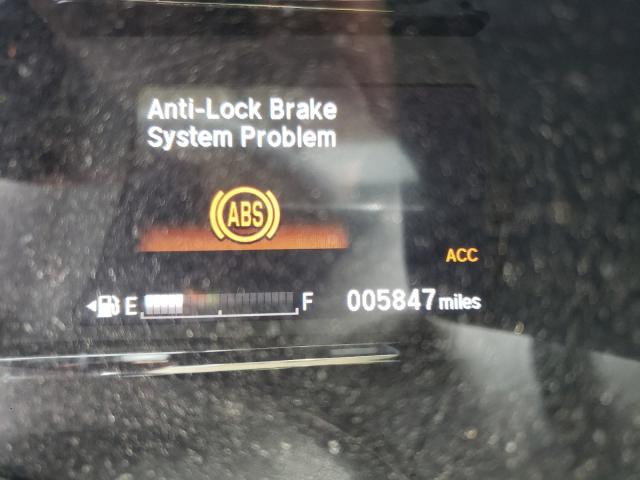 Anti-Lock Brake
System Problem
ABS
ACC
E F 005847 miles